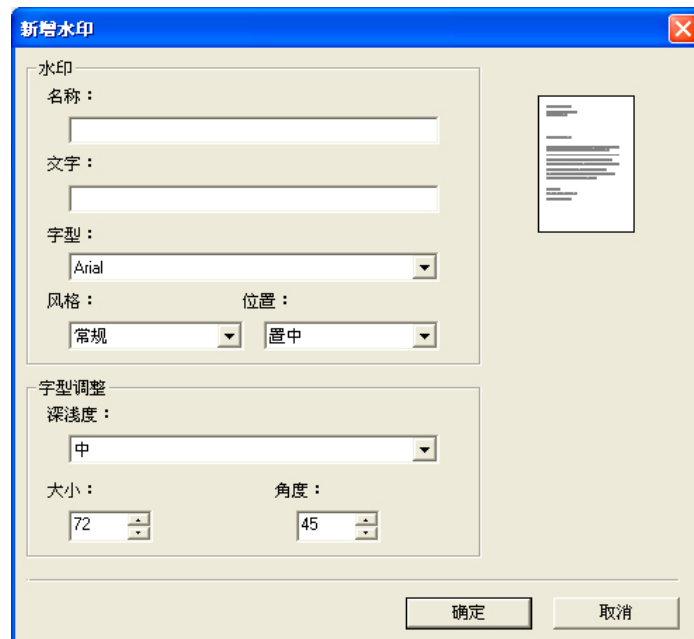 新增水印
水印
名称：
文字：
字型：
Arial
风格： 位置：
常规 置中
字型调整
深浅度：
中
大小： 角度：
72 45
确定 取消